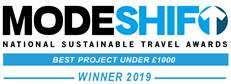 MODESHIFT
NATIONAL SUSTAINABLE TRAVEL AWARDS
BEST PROJECT UNDER £1000
WINNER 2019